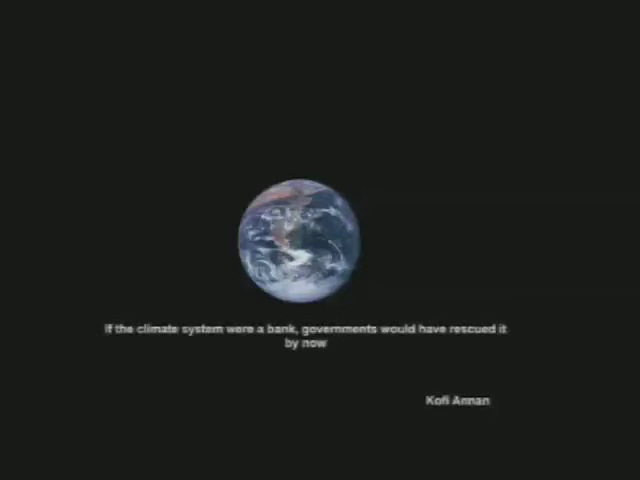 If the climate system were a bank, governments would have rescued it
by now
Kofi Annan